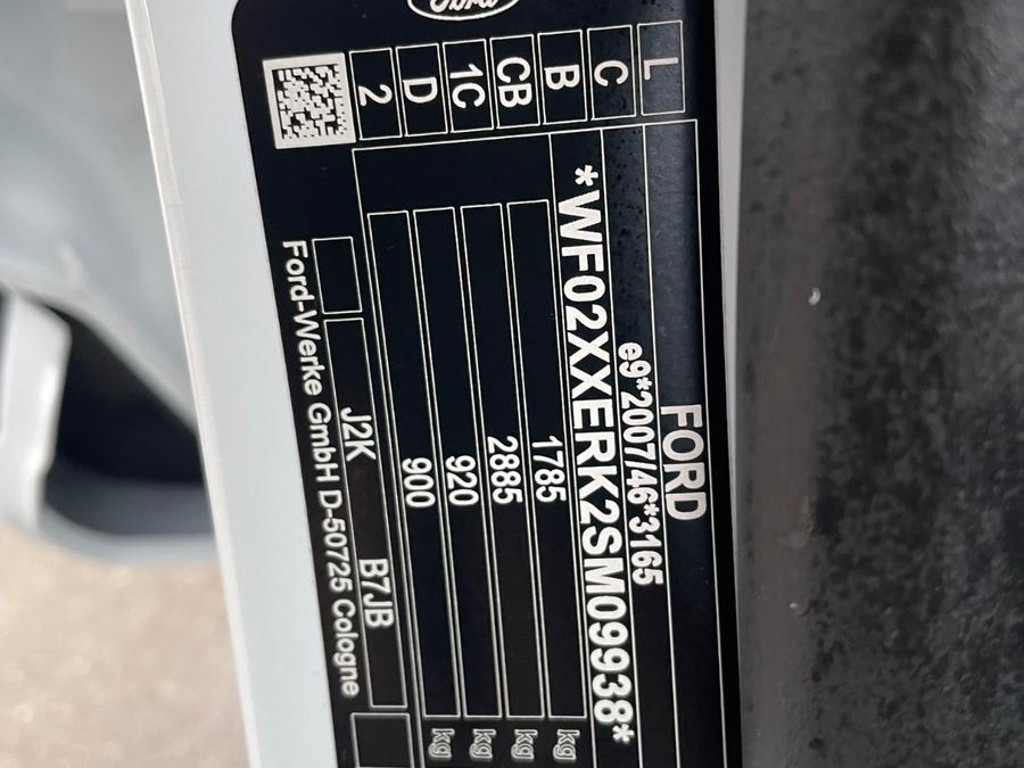 Ford
L
C
B
CB
1C
D
2
FORD
e9*2007/46*3165
*WF02XXERK2SM09938*
1785 kg
2885 kg
920 kg
900 kg
J2K B7JB
Ford-Werke GmbH D-50725 Cologne